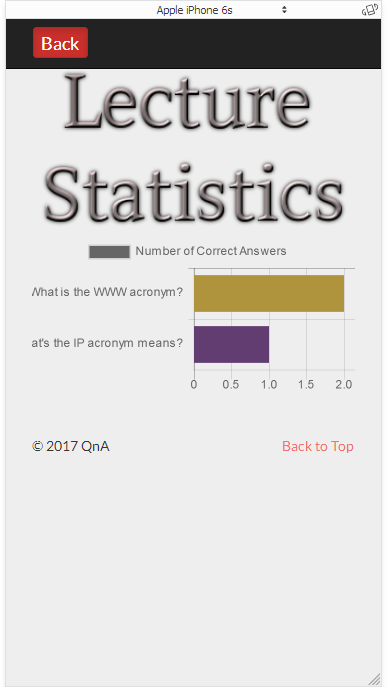 Apple iPhone 6s
Back
Lecture
Statistics
Number of Correct Answers
What is the WWW acronym?
at's the IP acronym means?
0 0.5 1.0 1.5 2.0
© 2017 QnA Back to Top